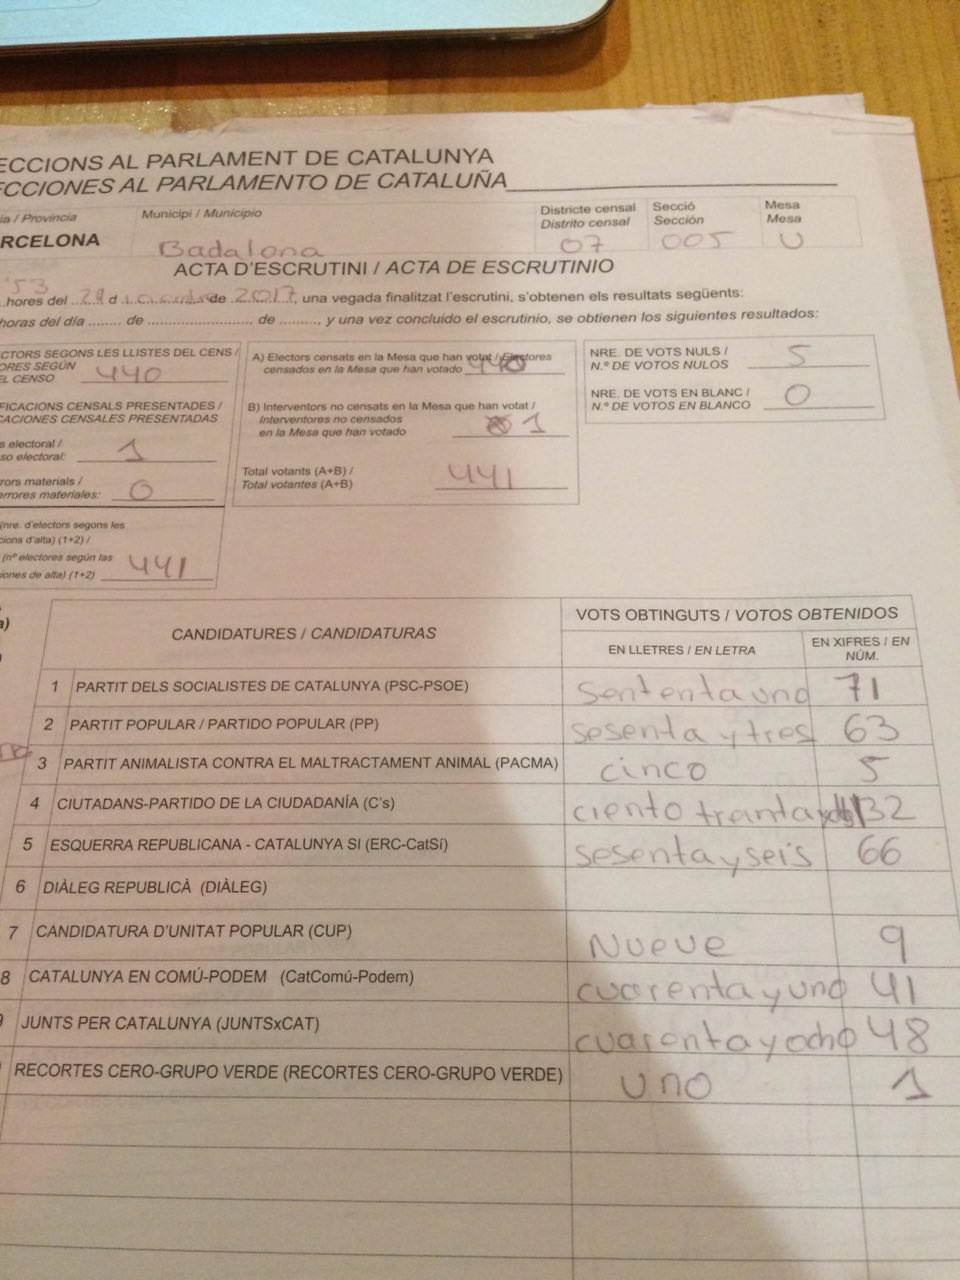 ECCIONS AL PARLAMENT DE CATALUNYA
ECCIONES AL PARLAMENTO DE CATALUÑA
ia / Provincia
Municipi / Municipio
Districte censal
Distrito censal
Secció
Sección
Mesa
Mesa
RCELONA
Badalona
07
005
U
ACTA D'ESCRUTINI / ACTA DE ESCRUTINIO
53
hores del d de 2017, una vegada finalitzat l'escrutini, s'obtenen els resultats següents:
horas del día ........ de ........................ de ........, y una vez concluido el escrutinio, se obtienen los siguientes resultados:
CTORS SEGONS LES LLISTES DEL CENS /
ORES SEGÚN
EL CENSO 440
A) Electors censats en la Mesa que han votat / Electores
censados en la Mesa que han votado 440
NRE. DE VOTS NULS /
N.º DE VOTOS NULOS 5
NRE. DE VOTS EN BLANC /
N.º DE VOTOS EN BLANCO 0
FICACIONS CENSALS PRESENTADES /
CACIONES CENSALES PRESENTADAS
B) Interventors no censats en la Mesa que han votat /
Interventores no censados
en la Mesa que han votado 1
s electoral /
so electoral: 1
rors materials /
errores materiales: 0
Total votants (A+B) /
Total votantes (A+B) 441
(nre. d'electors segons les
cions d'alta) (1+2) /
(nº electores según las
iones de alta) (1+2) 441
a)
CANDIDATURES / CANDIDATURAS
VOTS OBTINGUTS / VOTOS OBTENIDOS
EN LLETRES / EN LETRA
EN XIFRES / EN
NÚM.
1 PARTIT DELS SOCIALISTES DE CATALUNYA (PSC-PSOE) sententa uno 71
2 PARTIT POPULAR / PARTIDO POPULAR (PP) sesenta y tres 63
3 PARTIT ANIMALISTA CONTRA EL MALTRACTAMENT ANIMAL (PACMA) cinco 5
4 CIUTADANS-PARTIDO DE LA CIUDADANÍA (C's) ciento treinta 132
5 ESQUERRA REPUBLICANA - CATALUNYA SI (ERC-CatSí) sesenta y seis 66
6 DIÀLEG REPUBLICÀ (DIÀLEG)
7 CANDIDATURA D'UNITAT POPULAR (CUP) Nueve 9
8 CATALUNYA EN COMÚ-PODEM (CatComú-Podem) cuarenta y uno 41
JUNTS PER CATALUNYA (JUNTSxCAT) cuarenta y ocho 48
RECORTES CERO-GRUPO VERDE (RECORTES CERO-GRUPO VERDE) uno 1